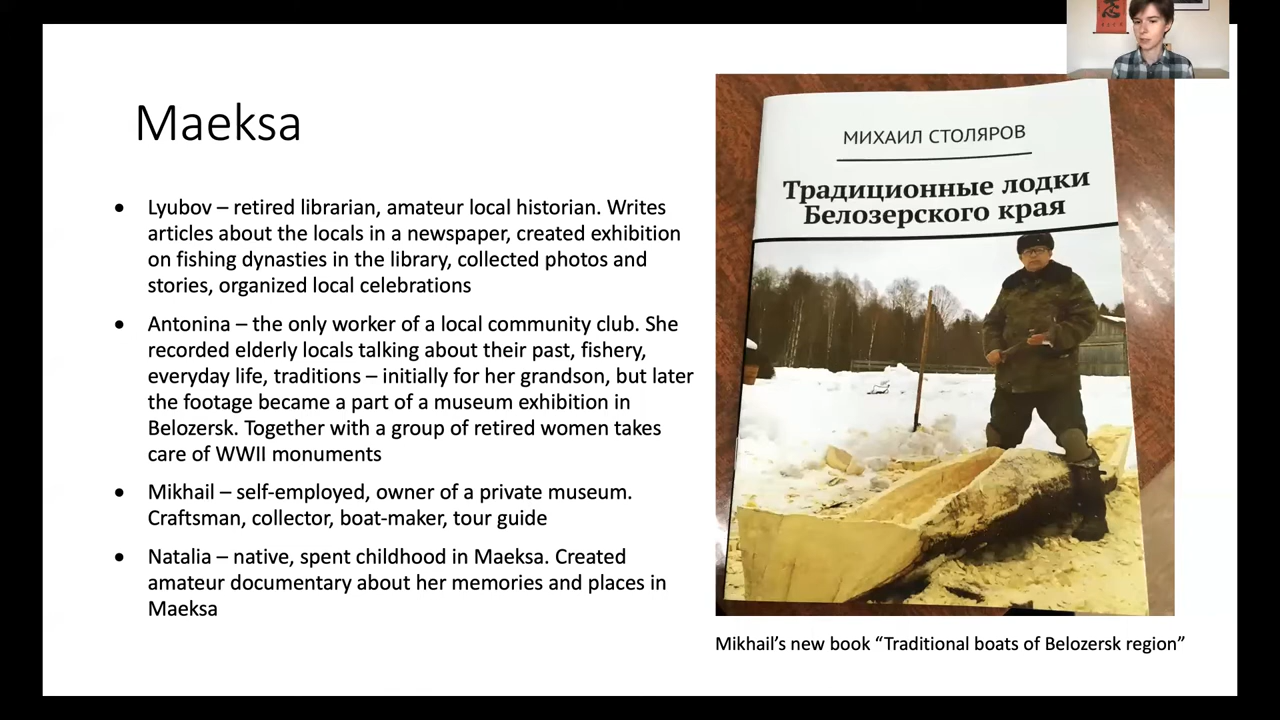 Maeksa
• Lyubov – retired librarian, amateur local historian. Writes
articles about the locals in a newspaper, created exhibition
on fishing dynasties in the library, collected photos and
stories, organized local celebrations
• Antonina – the only worker of a local community club. She
recorded elderly locals talking about their past, fishery,
everyday life, traditions – initially for her grandson, but later
the footage became a part of a museum exhibition in
Belozersk. Together with a group of retired women takes
care of WWII monuments
• Mikhail – self-employed, owner of a private museum.
Craftsman, collector, boat-maker, tour guide
• Natalia – native, spent childhood in Maeksa. Created
amateur documentary about her memories and places in
Maeksa
МИХАИЛ СТОЛЯРОВ
Традиционные лодки
Белозерского края
Mikhail’s new book “Traditional boats of Belozersk region”